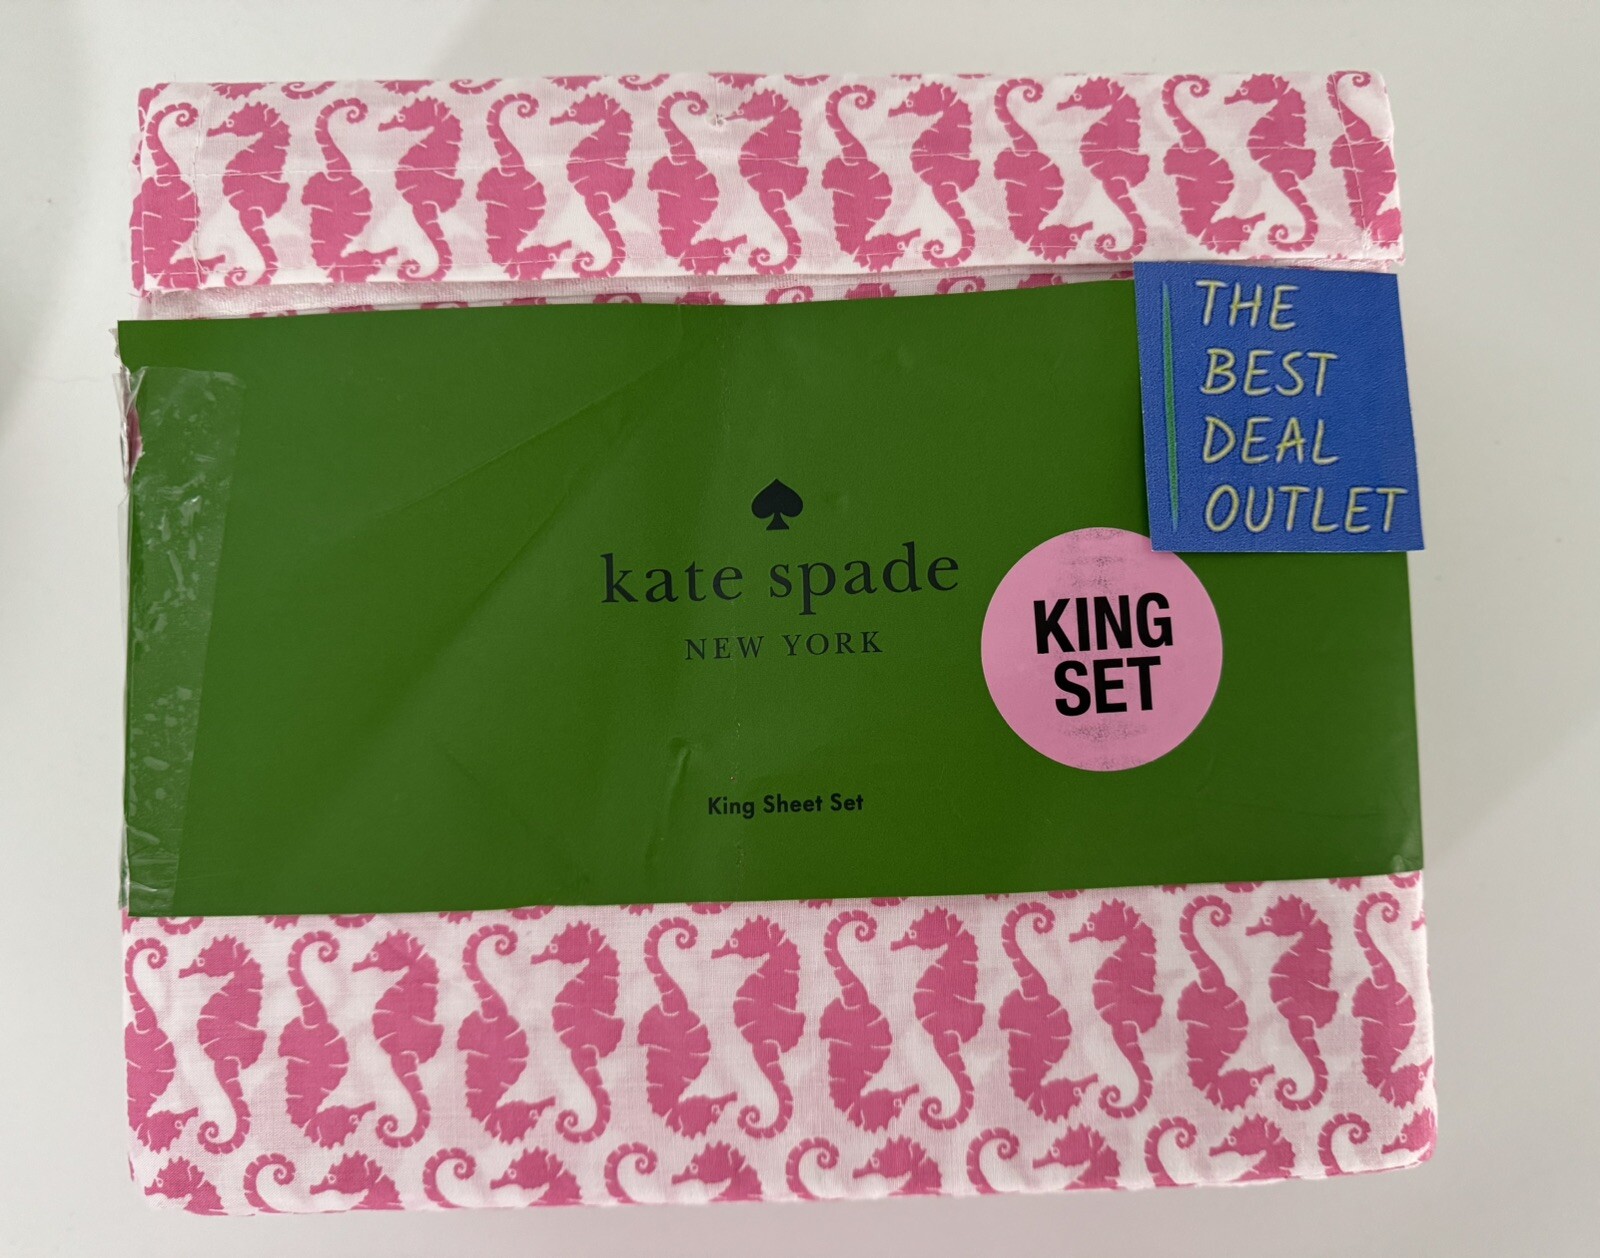 THE
BEST
DEAL
OUTLET
kate spade
NEW YORK
KING
SET
King Sheet Set